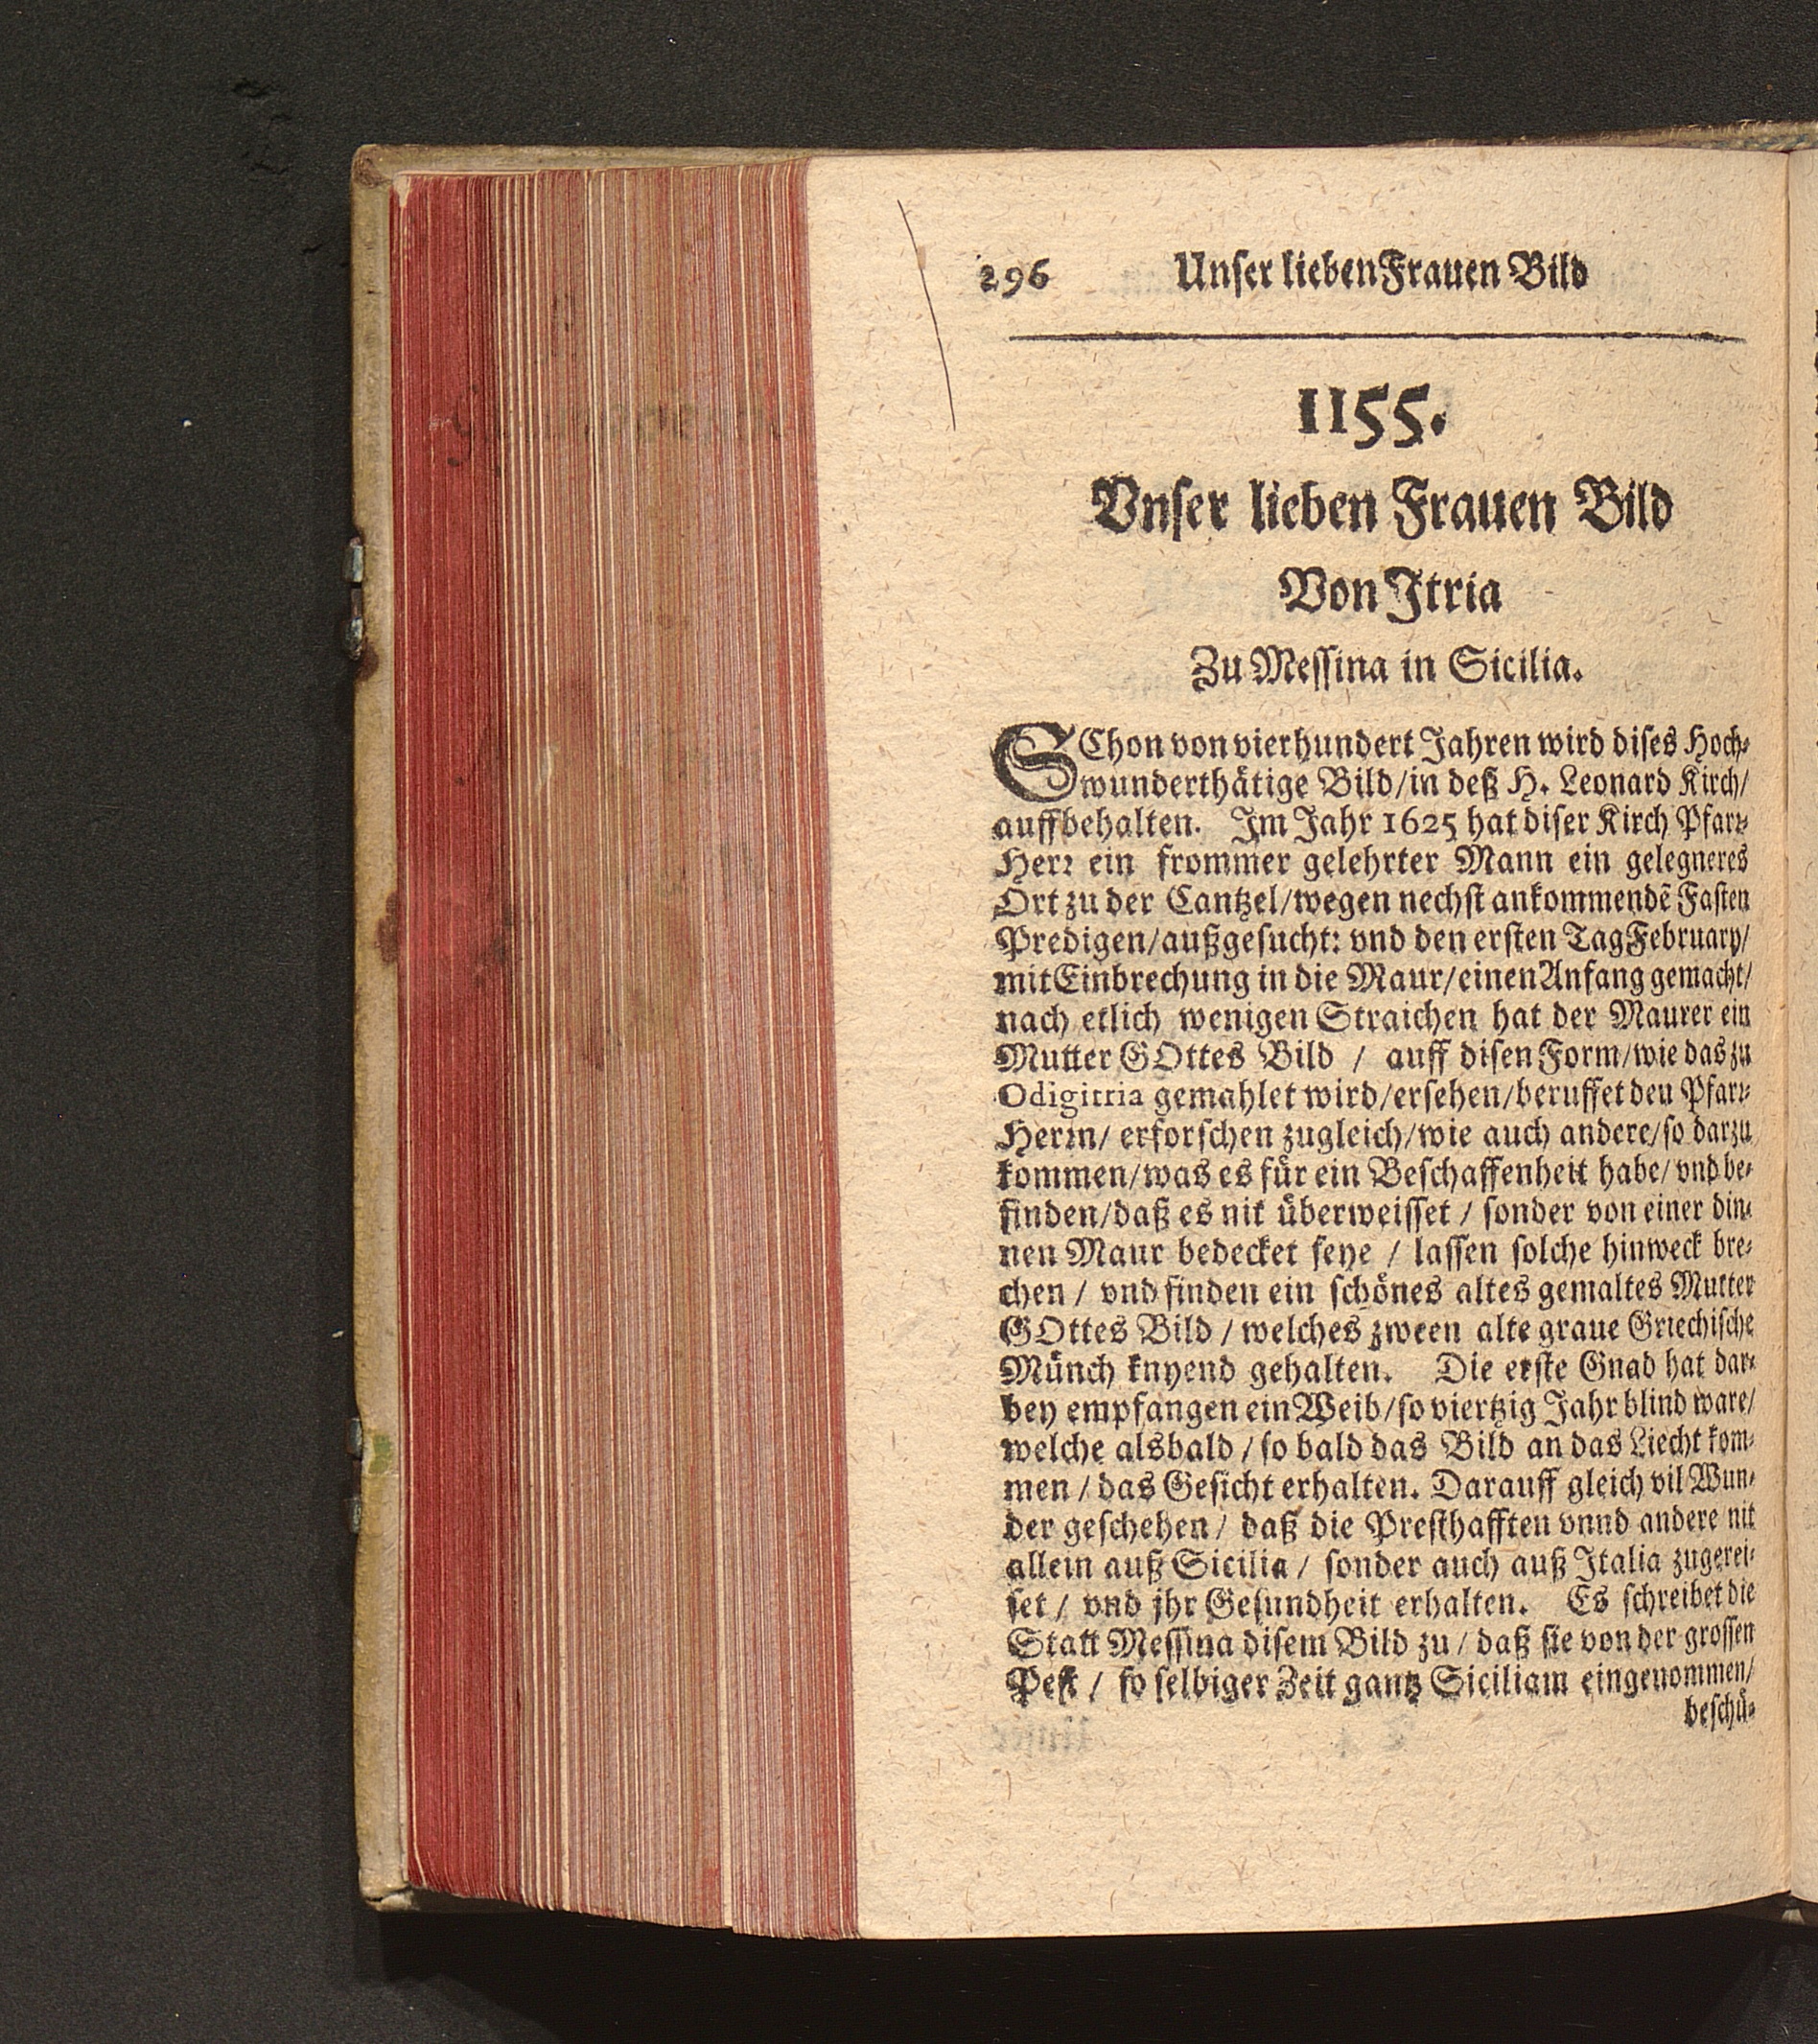 296 Unser lieben Frauen Bild
1155.
Vnser lieben Frauen Bild
Von Itria
Zu Messina in Sicilia.
SChon von vierhundert Jahren wird dises Hoch-
wunderthätige Bild/in deß H. Leonard Kirch/
auffbehalten. Im Jahr 1625 hat diser Kirch Pfarr-
Herr ein frommer gelehrter Mann ein gelegneres
Ort zu der Cantzel/wegen nechst ankommendẽ Fasten
Predigen/außgesucht: vnd den ersten Tag February/
mit Einbrechung in die Maur/einen Anfang gemacht/
nach etlich wenigen Straichen hat der Maurer ein
Mutter GOttes Bild / auff disen Form/wie das zu
Odigitria gemahlet wird/ersehen/beruffet den Pfarr-
Herrn/ erforschen zugleich/wie auch andere/so darzu
kommen/was es für ein Beschaffenheit habe/ vnd be-
finden/daß es nit überweisset / sonder von einer din-
nen Maur bedecket seye / lassen solche hinweck bre-
chen / vnd finden ein schönes altes gemaltes Mutter
GOttes Bild / welches zween alte graue Griechische
Münch knyend gehalten. Die erste Gnad hat dar-
bey empfangen ein Weib/so viertzig Jahr blind ware/
welche alsbald / so bald das Bild an das Liecht kom-
men / das Gesicht erhalten. Darauff gleich vil Wun-
der geschehen / daß die Presthafften vnnd andere nit
allein auß Sicilia / sonder auch auß Italia zugerei-
set / vnd jhr Gesundheit erhalten. Es schreibet die
Statt Messina disem Bild zu / daß sie von der grossen
Pest / so selbiger Zeit gantz Siciliam eingenommen/
beschü-